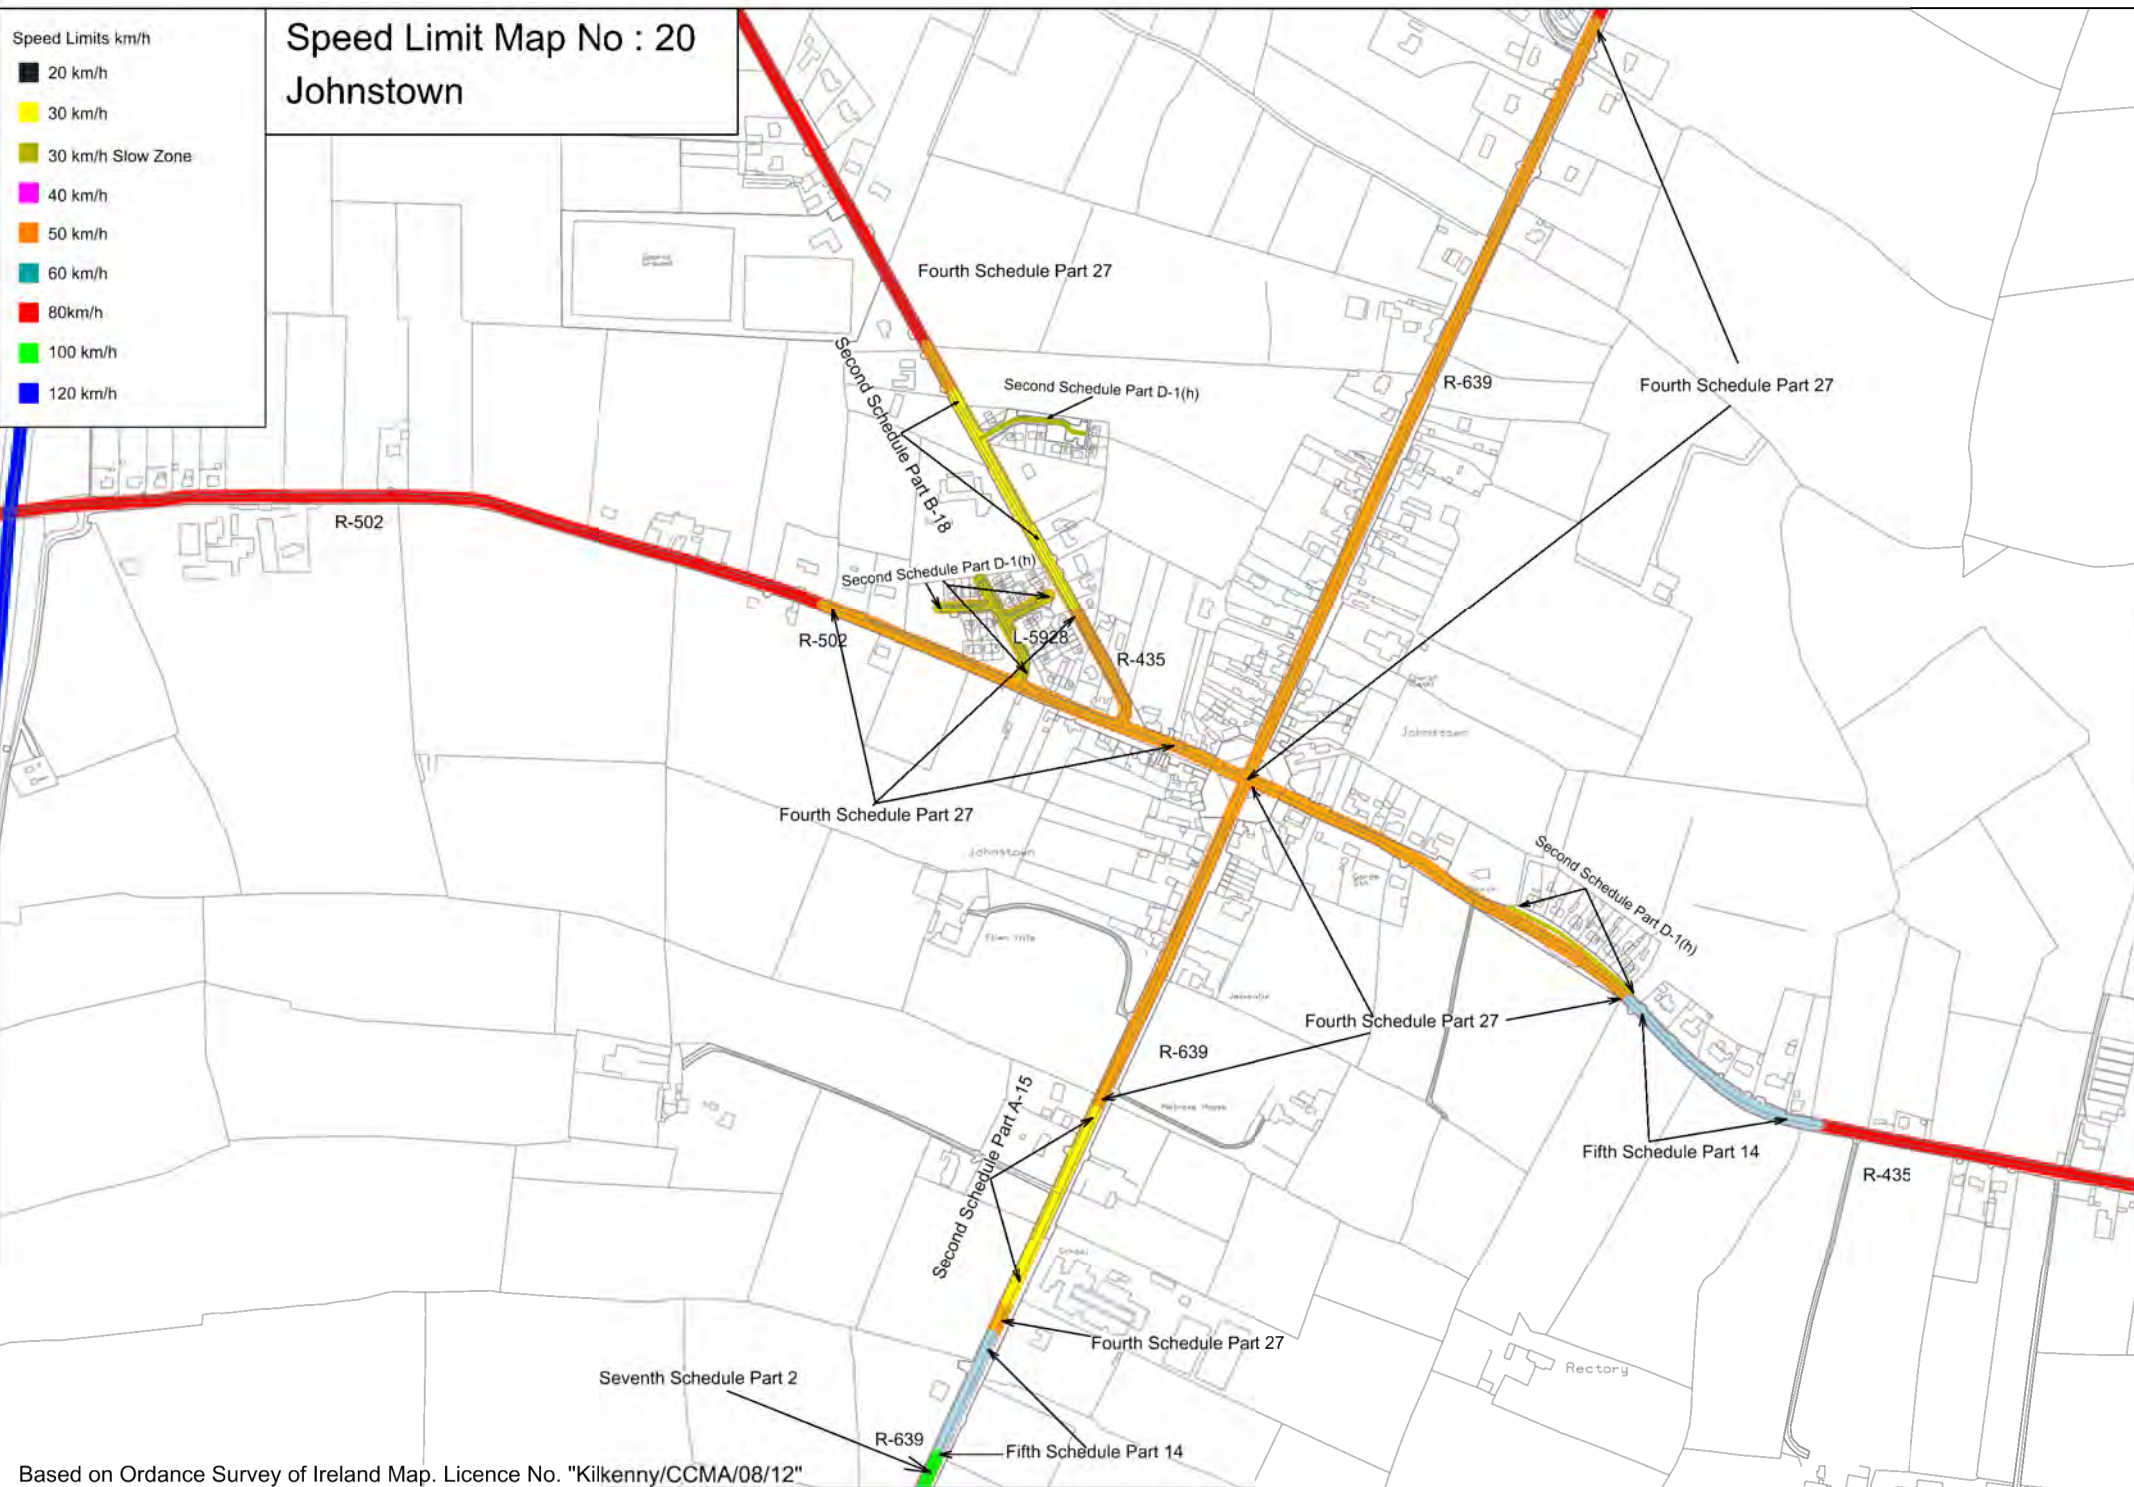 Speed Limits km/h
20 km/h
30 km/h
30 km/h Slow Zone
40 km/h
50 km/h
60 km/h
80km/h
100 km/h
120 km/h
Speed Limit Map No : 20
Johnstown
Fourth Schedule Part 27
Second Schedule Part B-18
Second Schedule Part D-1(h)
R-639
Fourth Schedule Part 27
R-502
Second Schedule Part D-1(h)
R-502
L-5928
R-435
Johnstown
Fourth Schedule Part 27
Johnstown
Second Schedule Part D-1(h)
Fourth Schedule Part 27
R-639
Melrose House
Second Schedule Part A-15
Fifth Schedule Part 14
R-435
School
Fourth Schedule Part 27
Rectory
Seventh Schedule Part 2
R-639
Fifth Schedule Part 14
Based on Ordance Survey of Ireland Map. Licence No. "Kilkenny/CCMA/08/12"